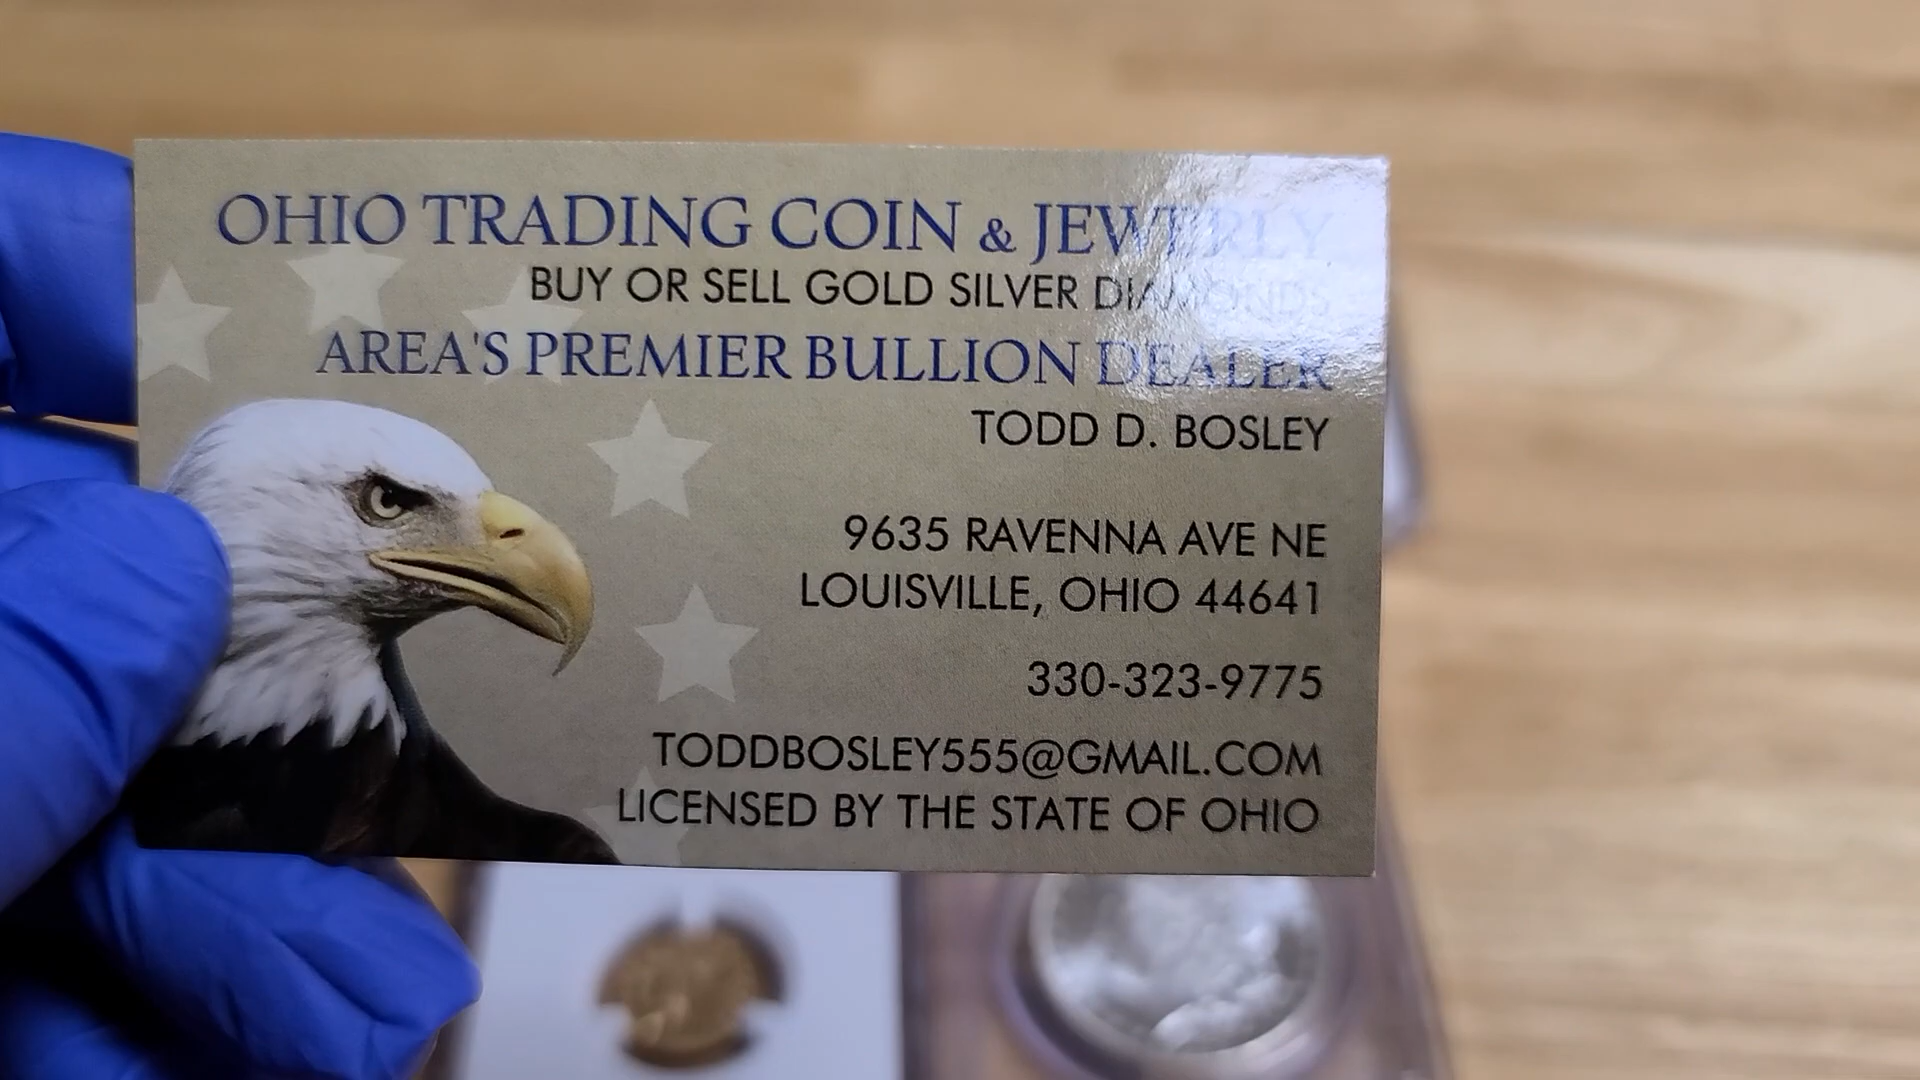 OHIO TRADING COIN & JEWERLY
BUY OR SELL GOLD SILVER DIAMONDS
AREA'S PREMIER BULLION DEALER
TODD D. BOSLEY
9635 RAVENNA AVE NE
LOUISVILLE, OHIO 44641
330-323-9775
TODDBOSLEY555@GMAIL.COM
LICENSED BY THE STATE OF OHIO